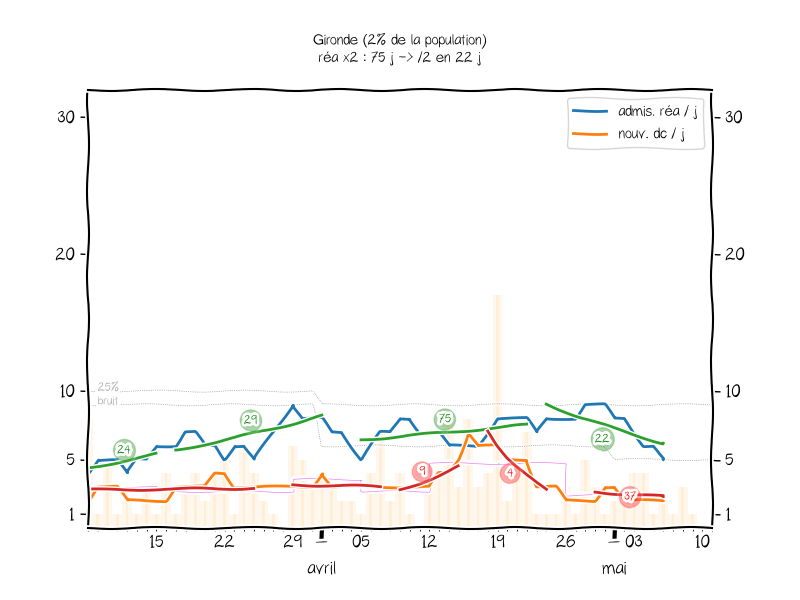 Gironde (2% de la population)
réa x2 : 75 j -> /2 en 22 j
admis. réa / j
nouv. dc / j
30 30
20 20
10 10
5 5
1 1
25%
bruit
24 29 75 22
9 4 37
15 22 29 1 05 12 19 26 1 03 10
avril mai